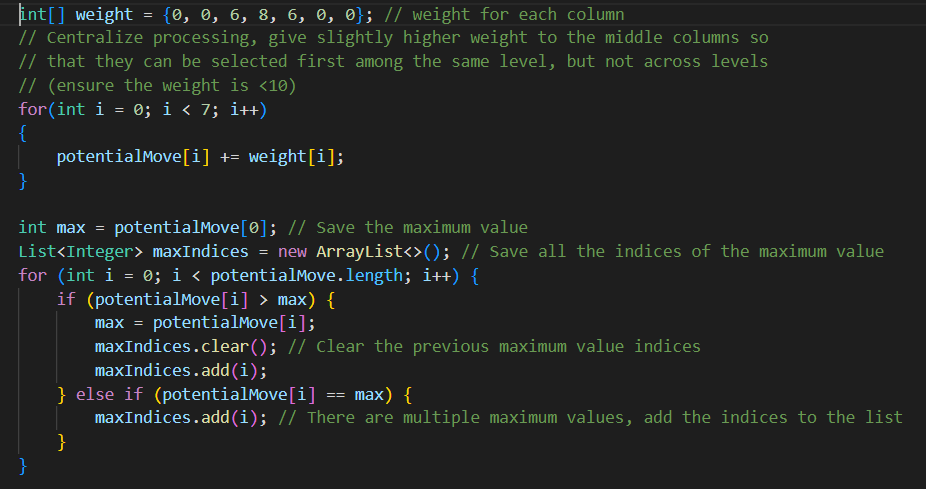 int[] weight = {0, 0, 6, 8, 6, 0, 0}; // weight for each column
// Centralize processing, give slightly higher weight to the middle columns so
// that they can be selected first among the same level, but not across levels
// (ensure the weight is <10)
for(int i = 0; i < 7; i++)
{
    potentialMove[i] += weight[i];
}

int max = potentialMove[0]; // Save the maximum value
List<Integer> maxIndices = new ArrayList<>(); // Save all the indices of the maximum value
for (int i = 0; i < potentialMove.length; i++) {
    if (potentialMove[i] > max) {
        max = potentialMove[i];
        maxIndices.clear(); // Clear the previous maximum value indices
        maxIndices.add(i);
    } else if (potentialMove[i] == max) {
        maxIndices.add(i); // There are multiple maximum values, add the indices to the list
    }
}